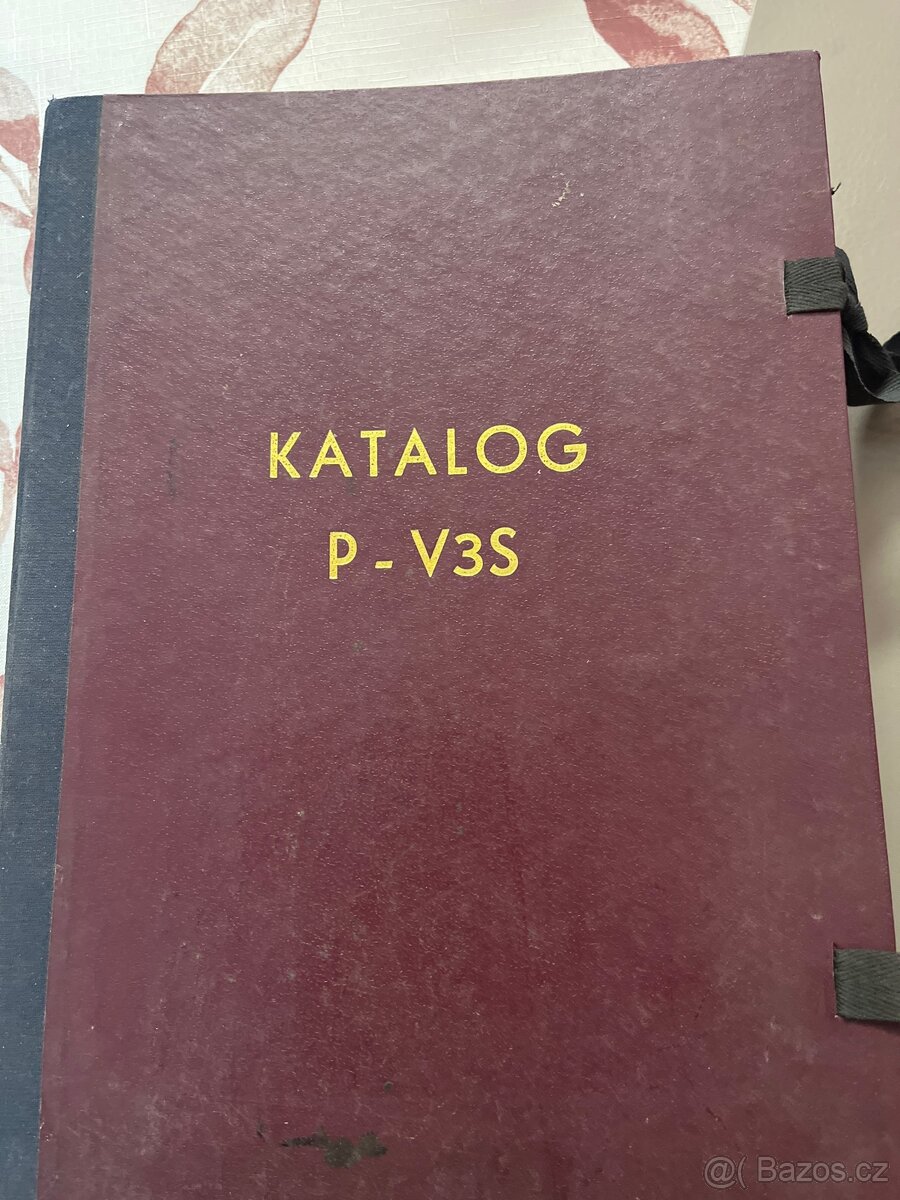 KATALOG
P - V3S
@( Bazos.cz